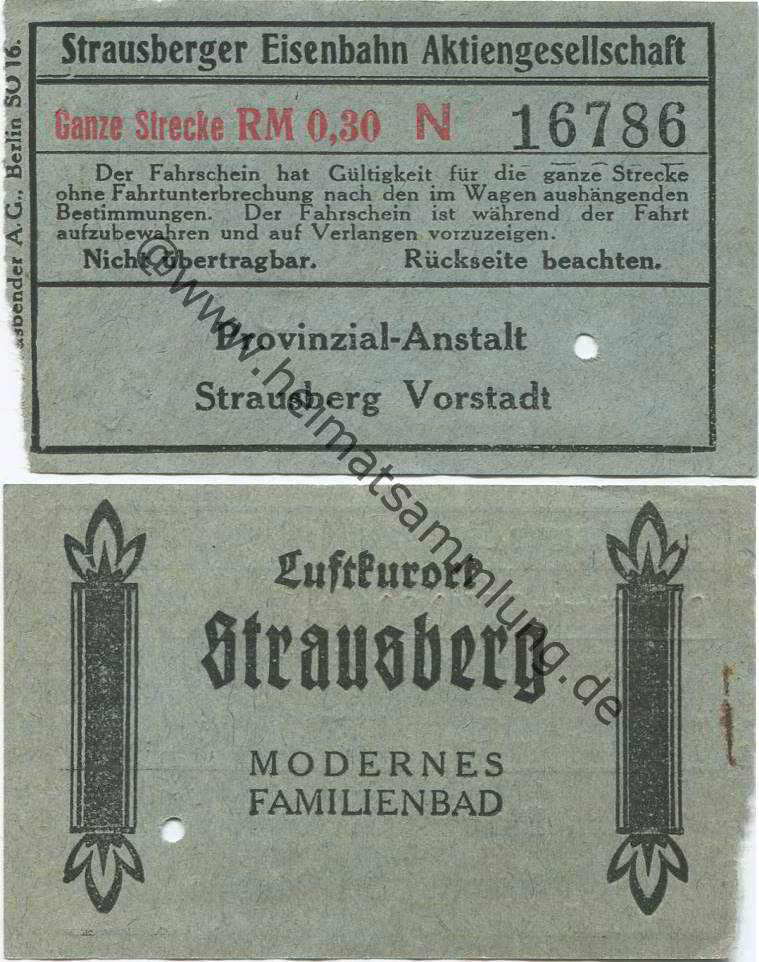 Strausberger Eisenbahn Aktiengesellschaft
Ganze Strecke RM 0,30 N 16786
Der Fahrschein hat Gültigkeit für die ganze Strecke
ohne Fahrtunterbrechung nach den im Wagen aushängenden
Bestimmungen. Der Fahrschein ist während der Fahrt
aufzubewahren und auf Verlangen vorzuzeigen.
Nicht übertragbar. Rückseite beachten.
Provinzial-Anstalt
Strausberg Vorstadt
A.G., Berlin SO 16.
©www.heimatsammlung.de
Luftkurort
Strausberg
MODERNES
FAMILIENBAD